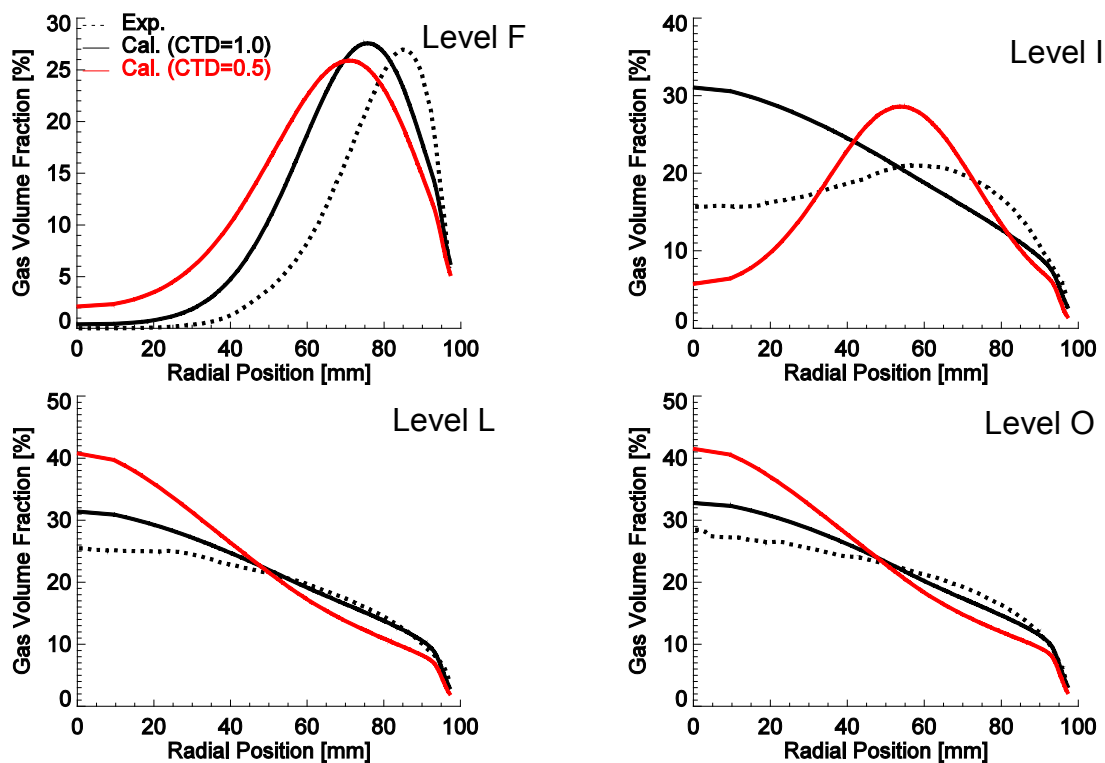 Level F
Exp.
Cal. (CTD=1.0)
Cal. (CTD=0.5)
Gas Volume Fraction [%]
30
25
20
15
10
5
0
0 20 40 60 80 100
Radial Position [mm]
Level I
Gas Volume Fraction [%]
40
30
20
10
0
0 20 40 60 80 100
Radial Position [mm]
Level L
Gas Volume Fraction [%]
50
40
30
20
10
0
0 20 40 60 80 100
Radial Position [mm]
Level O
Gas Volume Fraction [%]
50
40
30
20
10
0
0 20 40 60 80 100
Radial Position [mm]